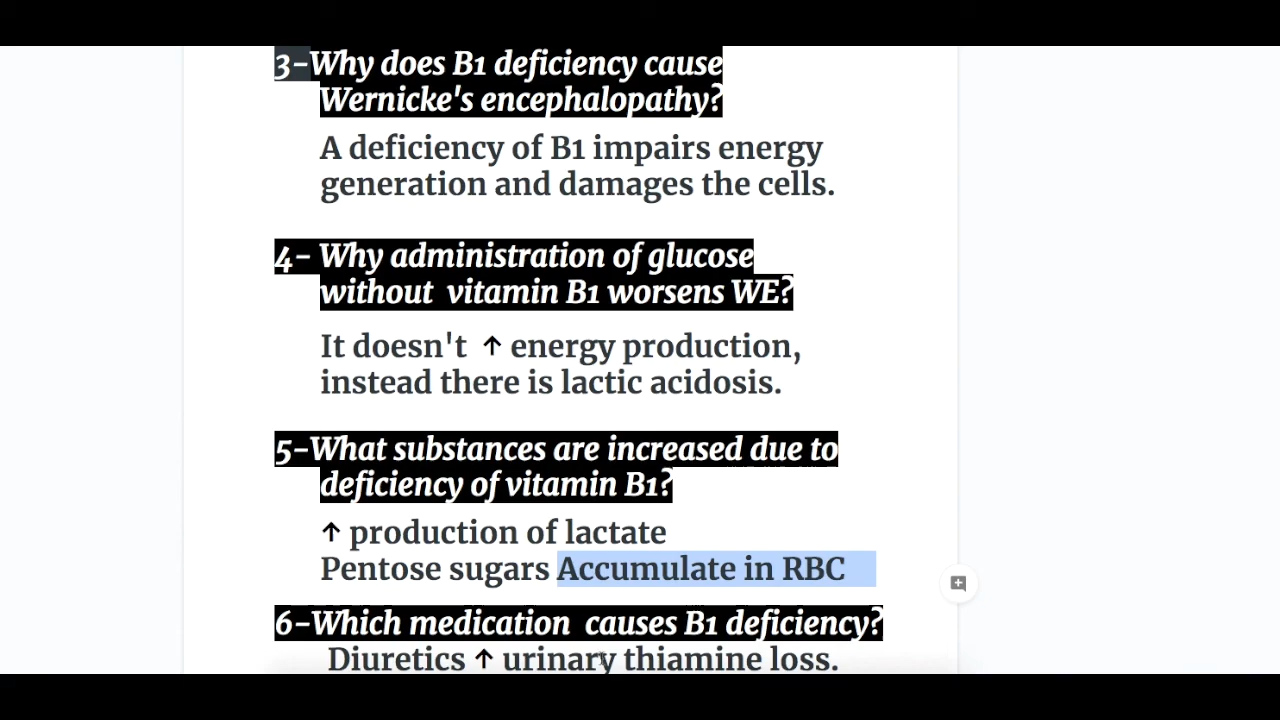 3-Why does B1 deficiency cause
Wernicke's encephalopathy?
A deficiency of B1 impairs energy
generation and damages the cells.
4- Why administration of glucose
without vitamin B1 worsens WE?
It doesn't ↑ energy production,
instead there is lactic acidosis.
5-What substances are increased due to
deficiency of vitamin B1?
↑ production of lactate
Pentose sugars Accumulate in RBC
6-Which medication causes B1 deficiency?
Diuretics ↑ urinary thiamine loss.